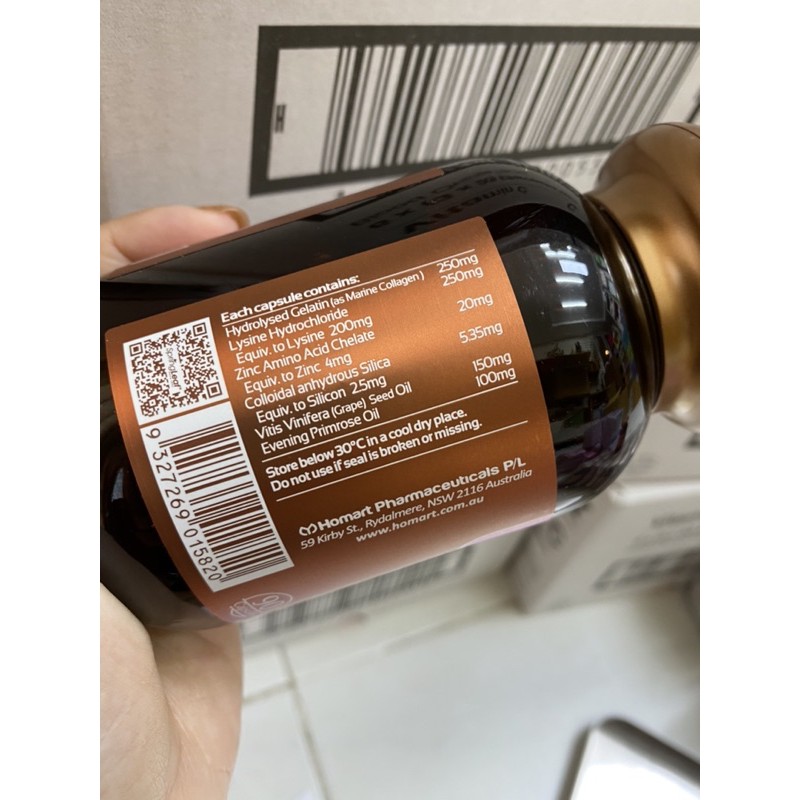 Each capsule contains:
Hydrolysed Gelatin (as Marine Collagen) 250mg
Lysine Hydrochloride 250mg
Equiv. to Lysine 200mg
Zinc Amino Acid Chelate 20mg
Equiv. to Zinc 4mg
Colloidal anhydrous Silica 5.35mg
Equiv. to Silicon 2.5mg
Vitis Vinifera (Grape) Seed Oil 150mg
Evening Primrose Oil 100mg
Store below 30°C in a cool dry place.
Do not use if seal is broken or missing.
Homart Pharmaceuticals P/L
59 Kirby St., Rydalmere, NSW 2116 Australia
www.homart.com.au
9 327269 015820